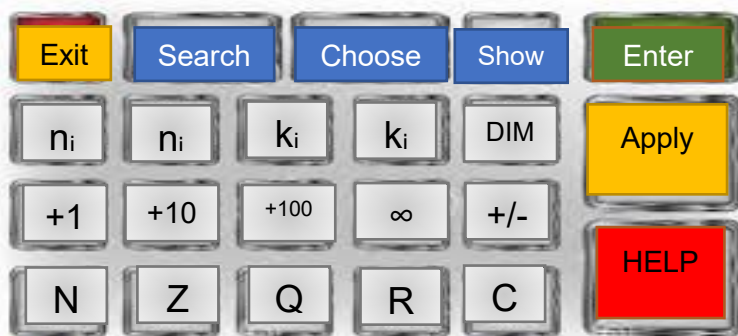 Exit Search Choose Show Enter
nᵢ nᵢ kᵢ kᵢ DIM Apply
+1 +10 +100 ∞ +/-
HELP
N Z Q R C